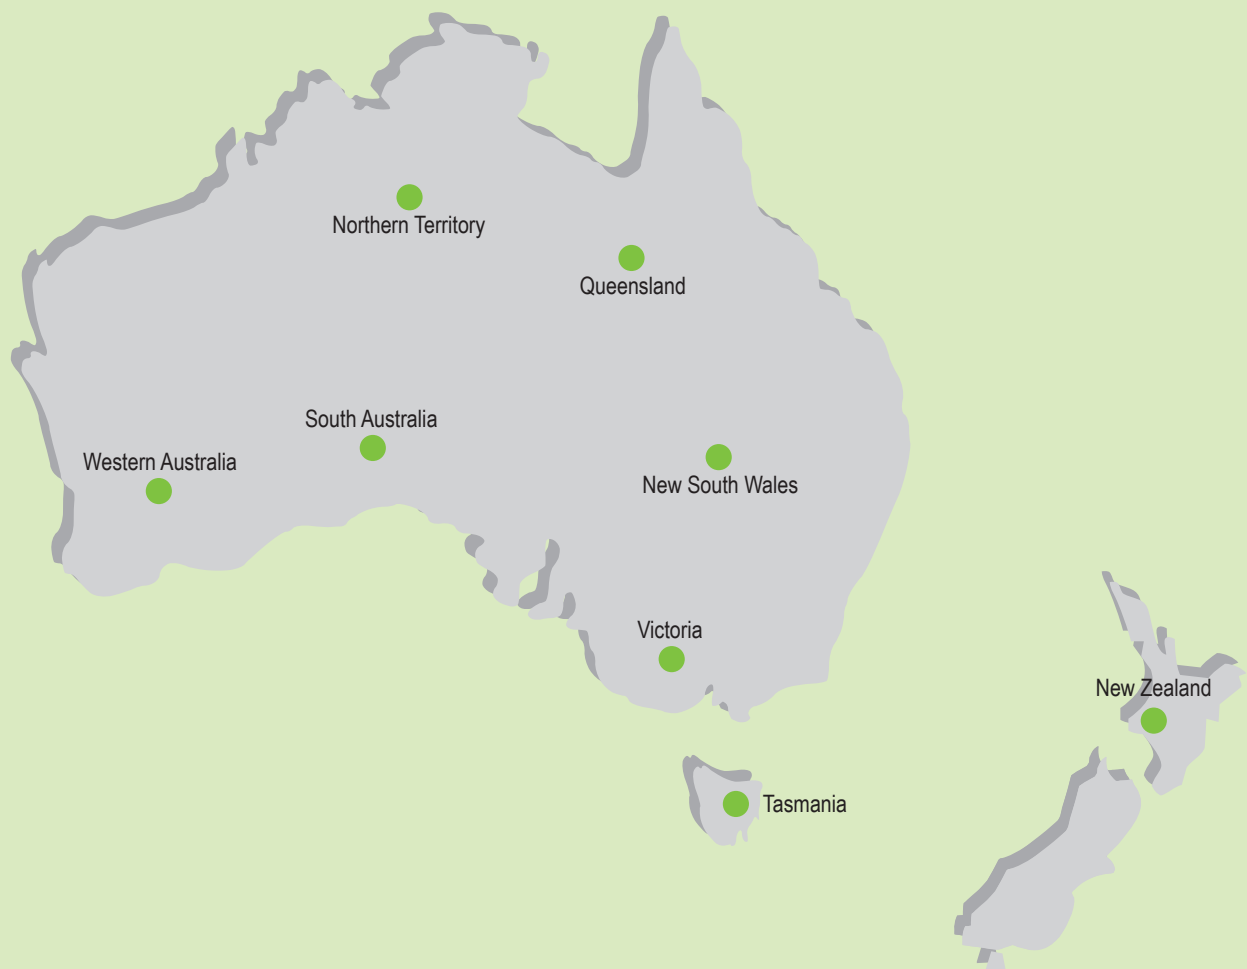 Northern Territory
Queensland
South Australia
Western Australia
New South Wales
Victoria
New Zealand
Tasmania